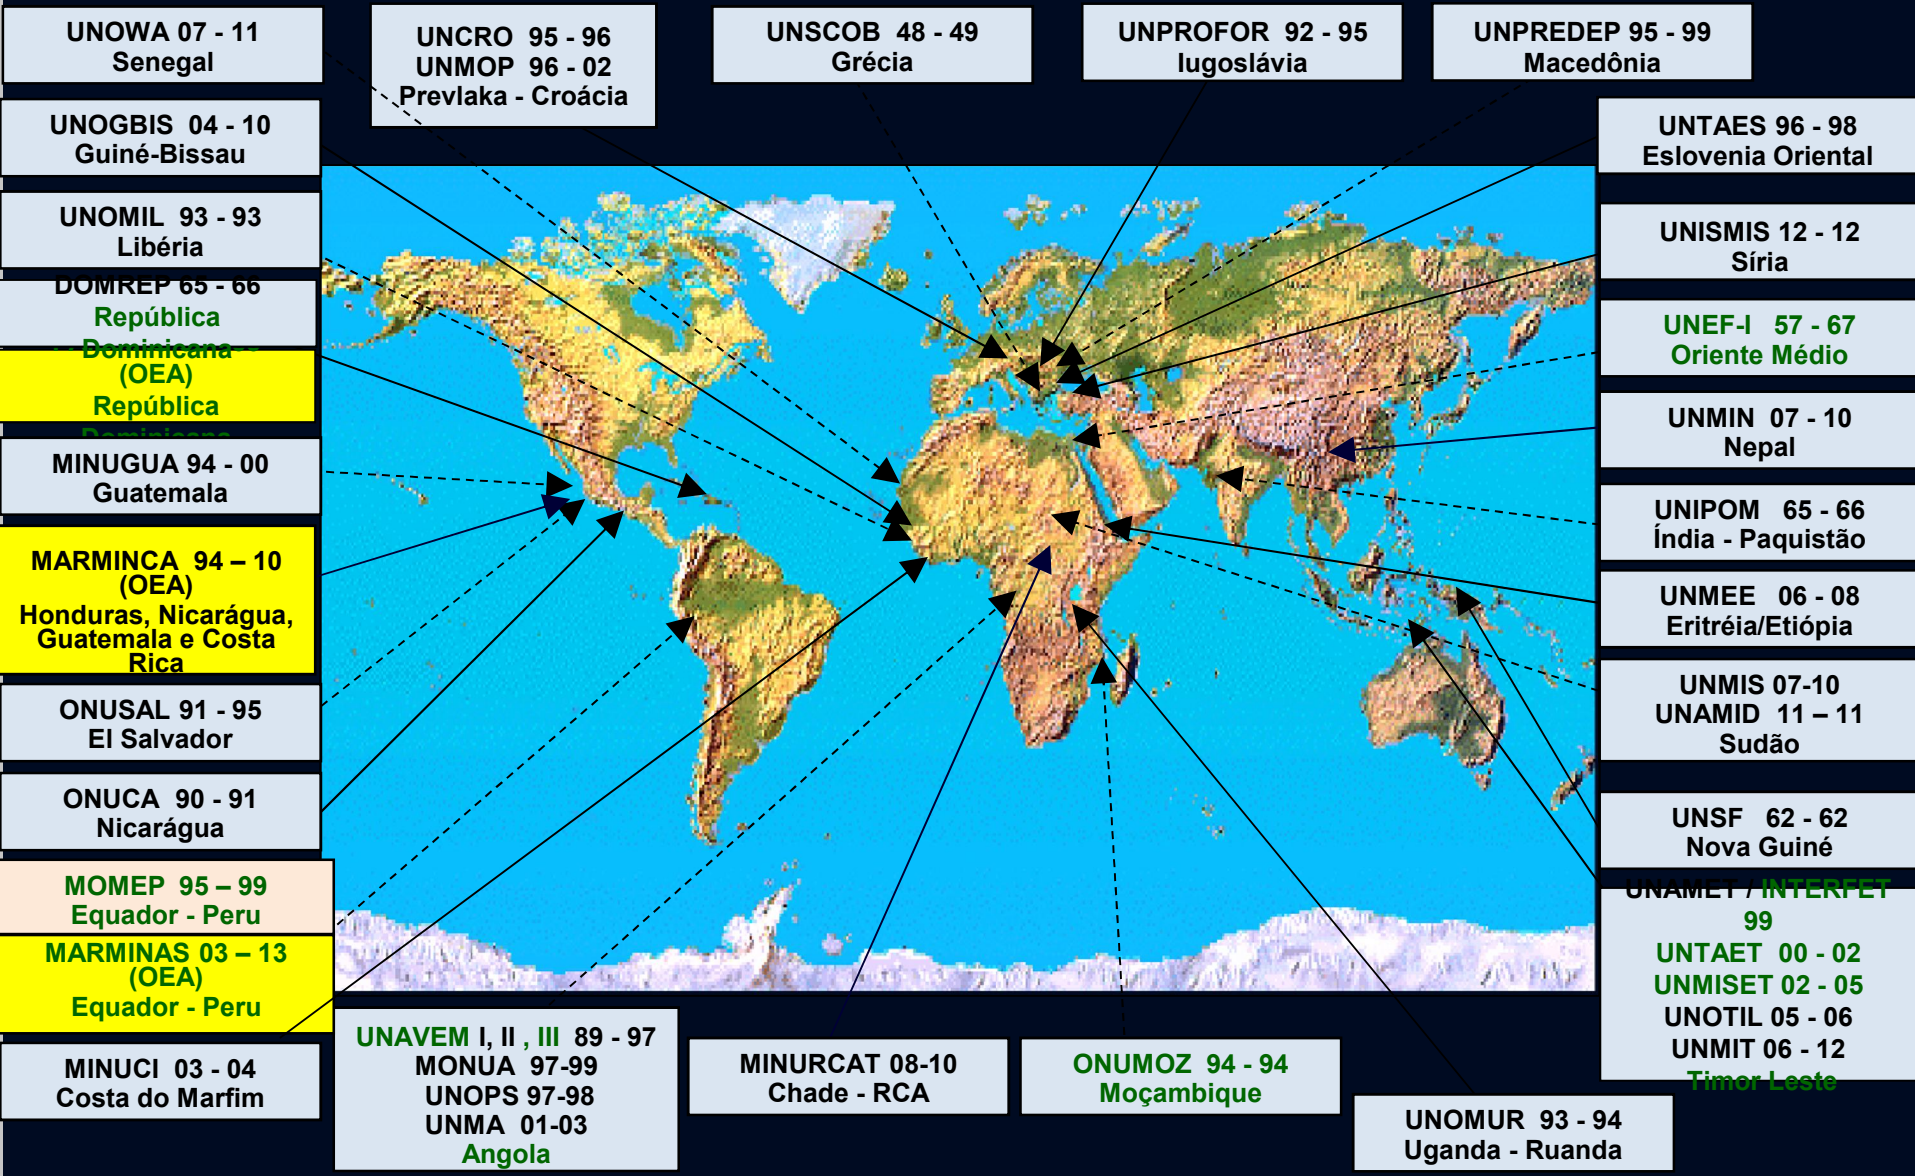 UNOWA 07 - 11
Senegal
UNCRO 95 - 96
UNMOP 96 - 02
Prevlaka - Croácia
UNSCOB 48 - 49
Grécia
UNPROFOR 92 - 95
Iugoslávia
UNPREDEP 95 - 99
Macedônia
UNOGBIS 04 - 10
Guiné-Bissau
UNOMIL 93 - 93
Libéria
DOMREP 65 - 66
República
Dominicana
(OEA)
República
Dominicana
MINUGUA 94 - 00
Guatemala
MARMINCA 94 – 10
(OEA)
Honduras, Nicarágua,
Guatemala e Costa
Rica
ONUSAL 91 - 95
El Salvador
ONUCA 90 - 91
Nicarágua
MOMEP 95 – 99
Equador - Peru
MARMINAS 03 – 13
(OEA)
Equador - Peru
MINUCI 03 - 04
Costa do Marfim
UNAVEM I, II , III 89 - 97
MONUA 97-99
UNOPS 97-98
UNMA 01-03
Angola
MINURCAT 08-10
Chade - RCA
ONUMOZ 94 - 94
Moçambique
UNOMUR 93 - 94
Uganda - Ruanda
UNTAES 96 - 98
Eslovenia Oriental
UNISMIS 12 - 12
Síria
UNEF-I 57 - 67
Oriente Médio
UNMIN 07 - 10
Nepal
UNIPOM 65 - 66
Índia - Paquistão
UNMEE 06 - 08
Eritréia/Etiópia
UNMIS 07-10
UNAMID 11 – 11
Sudão
UNSF 62 - 62
Nova Guiné
UNAMET / INTERFET
99
UNTAET 00 - 02
UNMISET 02 - 05
UNOTIL 05 - 06
UNMIT 06 - 12
Timor Leste